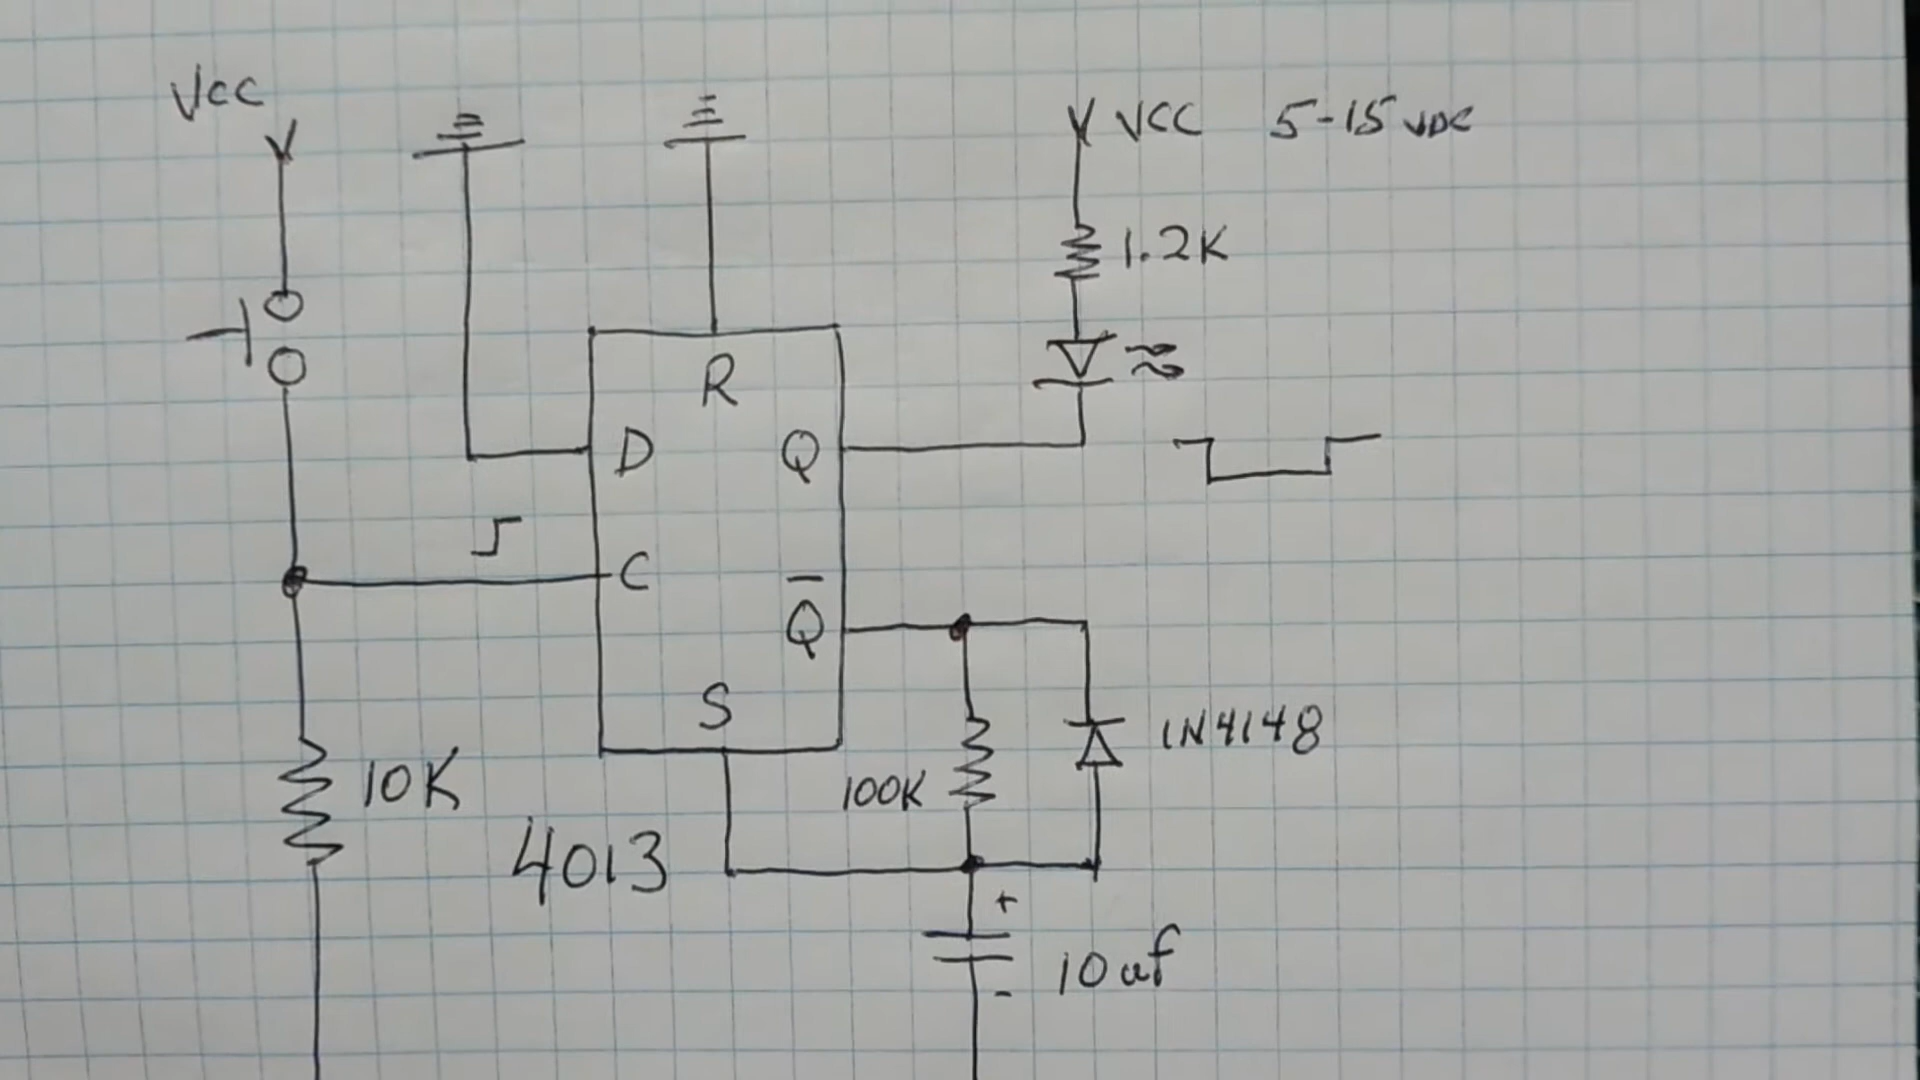 VCC
VCC 5-15 VDC
1.2K
R
D
Q
C
Q̅
S
1N4148
10K
100K
4013
+
10uf
-